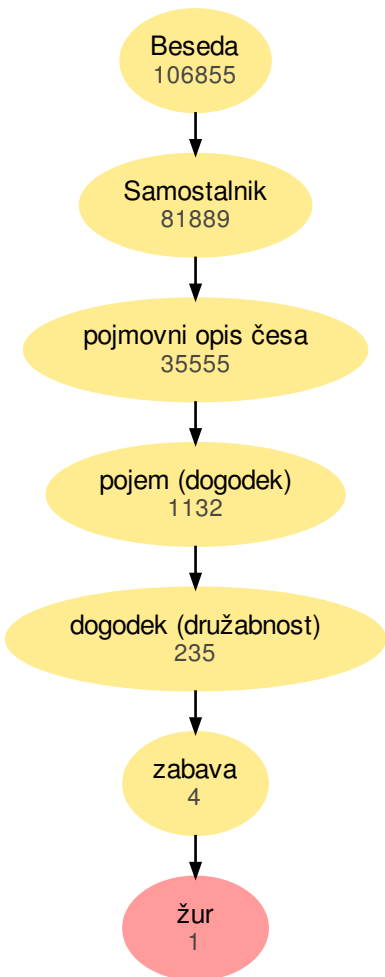 Beseda
106855
Samostalnik
81889
pojmovni opis česa
35555
pojem (dogodek)
1132
dogodek (družabnost)
235
zabava
4
žur
1